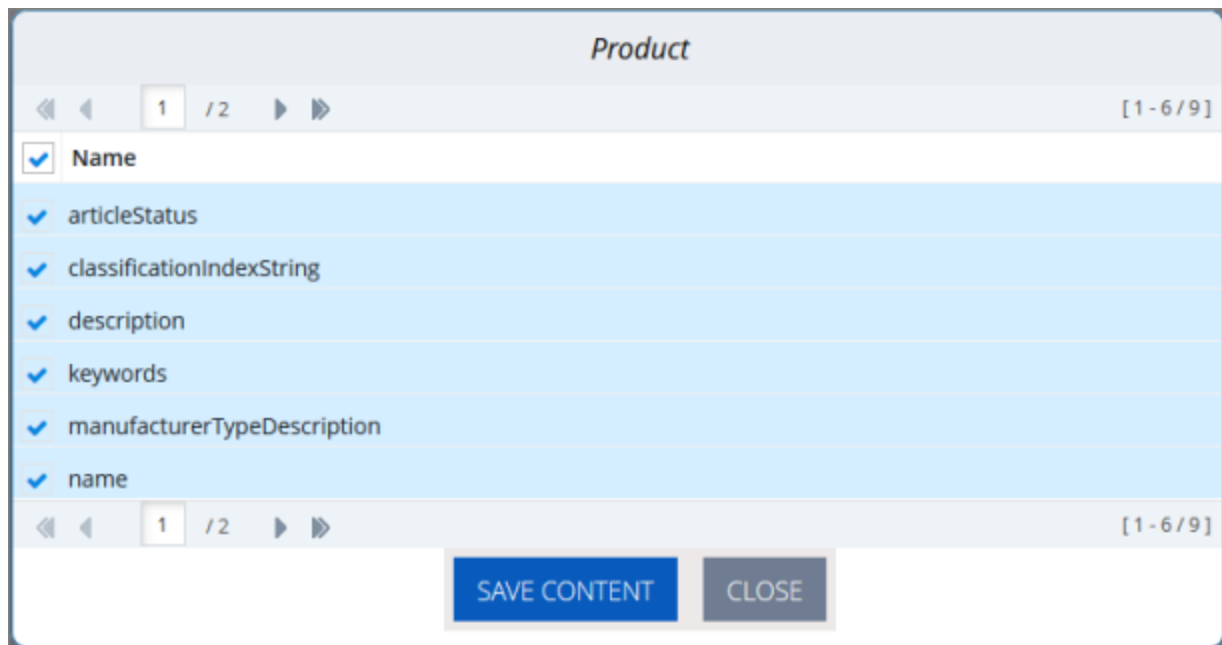 Product
1 / 2 [1 - 6 / 9]
Name
articleStatus
classificationIndexString
description
keywords
manufacturerTypeDescription
name
1 / 2 [1 - 6 / 9]
SAVE CONTENT CLOSE